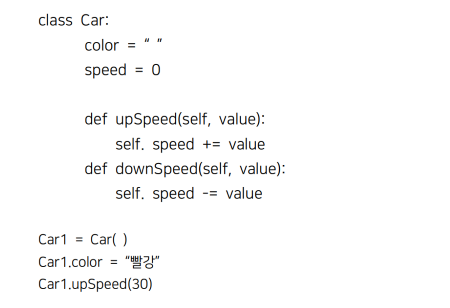 class Car:
color = “ ”
speed = 0
def upSpeed(self, value):
self. speed += value
def downSpeed(self, value):
self. speed -= value
Car1 = Car( )
Car1.color = “빨강”
Car1.upSpeed(30)